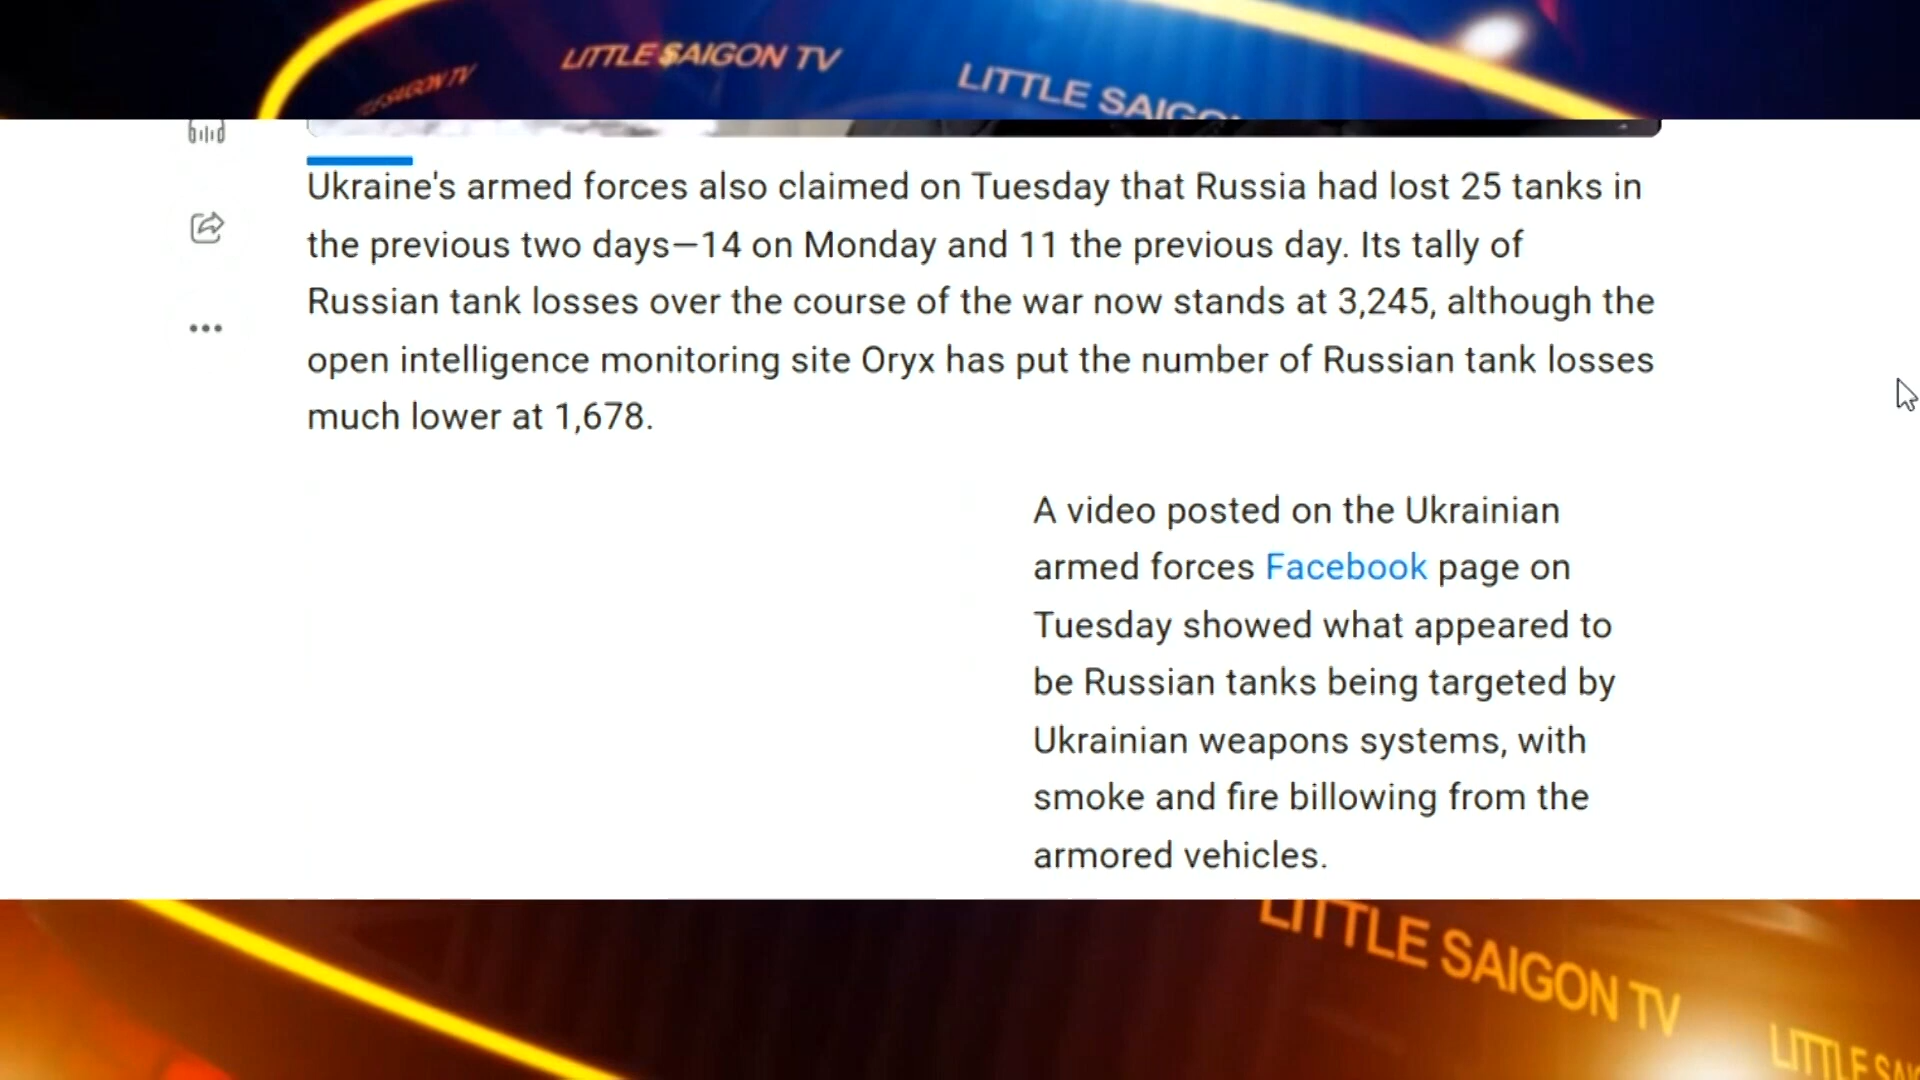 LITTLE SAIGON TV
LITTLE SAIGON
Ukraine's armed forces also claimed on Tuesday that Russia had lost 25 tanks in
the previous two days—14 on Monday and 11 the previous day. Its tally of
Russian tank losses over the course of the war now stands at 3,245, although the
open intelligence monitoring site Oryx has put the number of Russian tank losses
much lower at 1,678.
A video posted on the Ukrainian
armed forces Facebook page on
Tuesday showed what appeared to
be Russian tanks being targeted by
Ukrainian weapons systems, with
smoke and fire billowing from the
armored vehicles.
LITTLE SAIGON TV
LITTLE